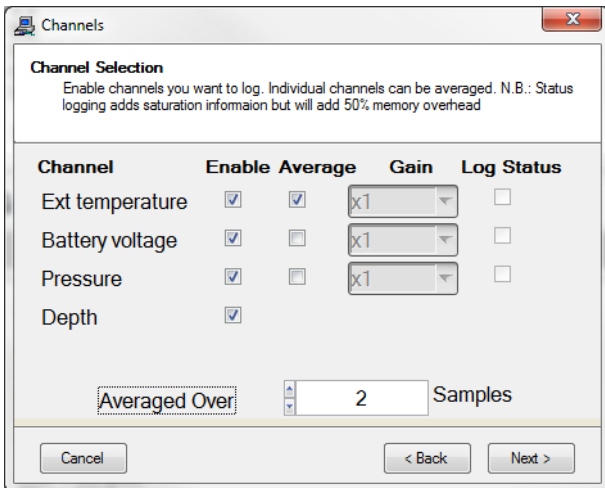 Channels
Channel Selection
Enable channels you want to log. Individual channels can be averaged. N.B.: Status
logging adds saturation informaion but will add 50% memory overhead
Channel Enable Average Gain Log Status
Ext temperature x1
Battery voltage x1
Pressure x1
Depth
Averaged Over 2 Samples
Cancel < Back Next >